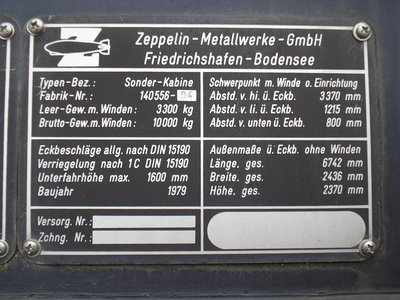 Z
Zeppelin - Metallwerke - GmbH
Friedrichshafen - Bodensee
Typen-Bez.: Sonder-Kabine
Fabrik-Nr.: 140556-04
Leer-Gew. m. Winden: 3300 kg
Brutto-Gew. m. Winden: 10000 kg
Schwerpunkt m. Winde o. Einrichtung
Abstd. v. hi. ü. Eckb. 3370 mm
Abstd. v. li. ü. Eckb. 1215 mm
Abstd. v. unten ü. Eckb. 800 mm
Eckbeschläge allg. nach DIN 15190
Verriegelung nach 1 C DIN 15190
Unterfahrhöhe max. 1600 mm
Baujahr 1979
Außenmaße ü. Eckb. ohne Winden
Länge, ges. 6742 mm
Breite, ges. 2436 mm
Höhe, ges. 2370 mm
Versorg. Nr.:
Zchng. Nr.: